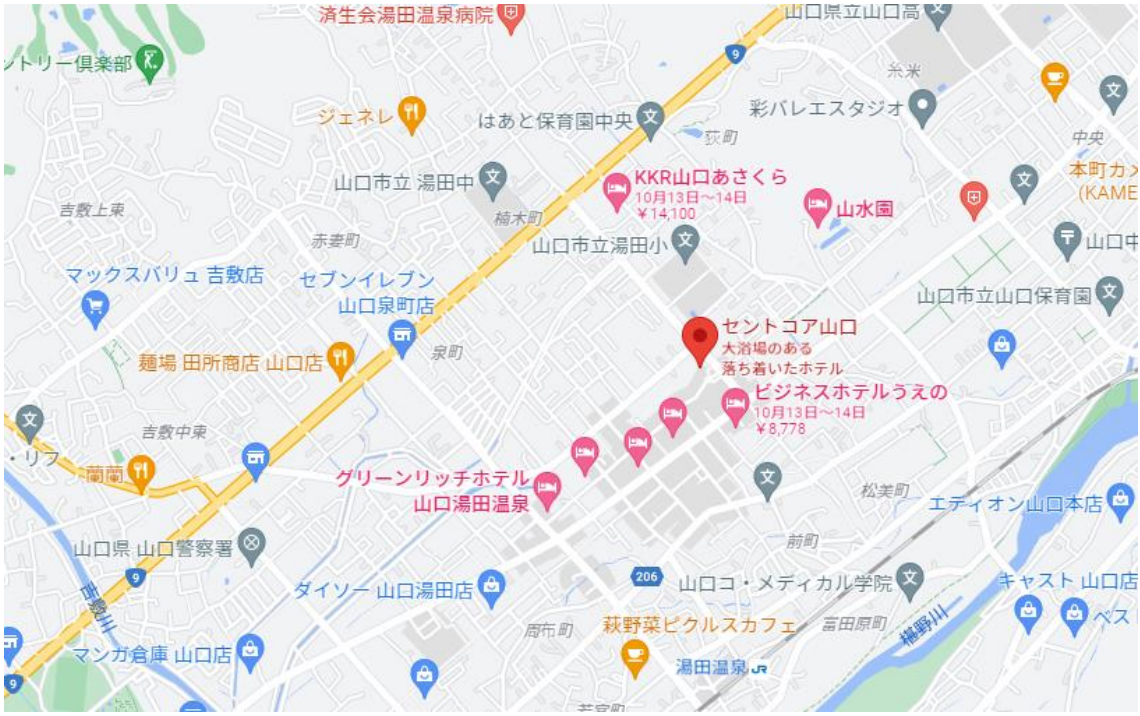 済生会湯田温泉病院
山口県立山口高
9
ントリー倶楽部
糸米
ジェネレ
はあと保育園中央
彩バレエスタジオ
荻町
中央
KKR山口あさくら
10月13日〜14日
￥14,100
本町カメ
(KAME
山口市立 湯田中
山水園
吉敷上東
楠木町
赤妻町
山口市立湯田小
山口中
マックスバリュ 吉敷店
セブンイレブン
山口泉町店
山口市立山口保育園
セントコア山口
大浴場のある
落ち着いたホテル
泉町
麺場 田所商店 山口店
ビジネスホテルうえの
10月13日〜14日
￥8,778
吉敷中東
・リフ
蘭蘭
グリーンリッチホテル
山口湯田温泉
松美町
エディオン山口本店
山口県 山口警察署
前町
9
206
ダイソー 山口湯田店
山口コ・メディカル学院
キャスト 山口店
吉敷川
周布町
萩野菜ピクルスカフェ
富田原町
椹野川
ベス
マンガ倉庫 山口店
湯田温泉 JR
9